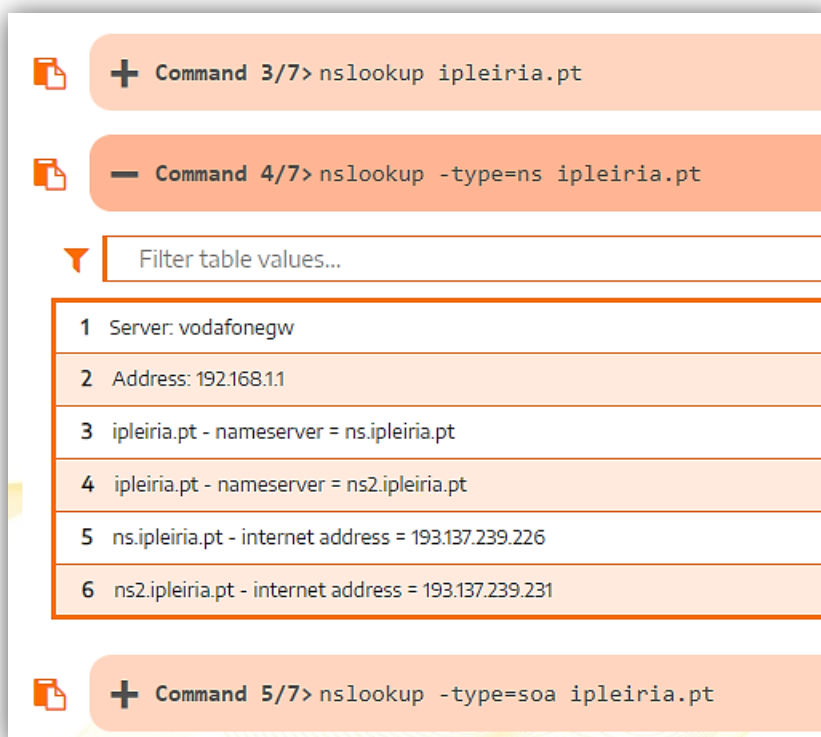 Command 3/7> nslookup ipleiria.pt
Command 4/7> nslookup -type=ns ipleiria.pt
Filter table values...
1 Server: vodafonegw
2 Address: 192.168.1.1
3 ipleiria.pt - nameserver = ns.ipleiria.pt
4 ipleiria.pt - nameserver = ns2.ipleiria.pt
5 ns.ipleiria.pt - internet address = 193.137.239.226
6 ns2.ipleiria.pt - internet address = 193.137.239.231
Command 5/7> nslookup -type=soa ipleiria.pt